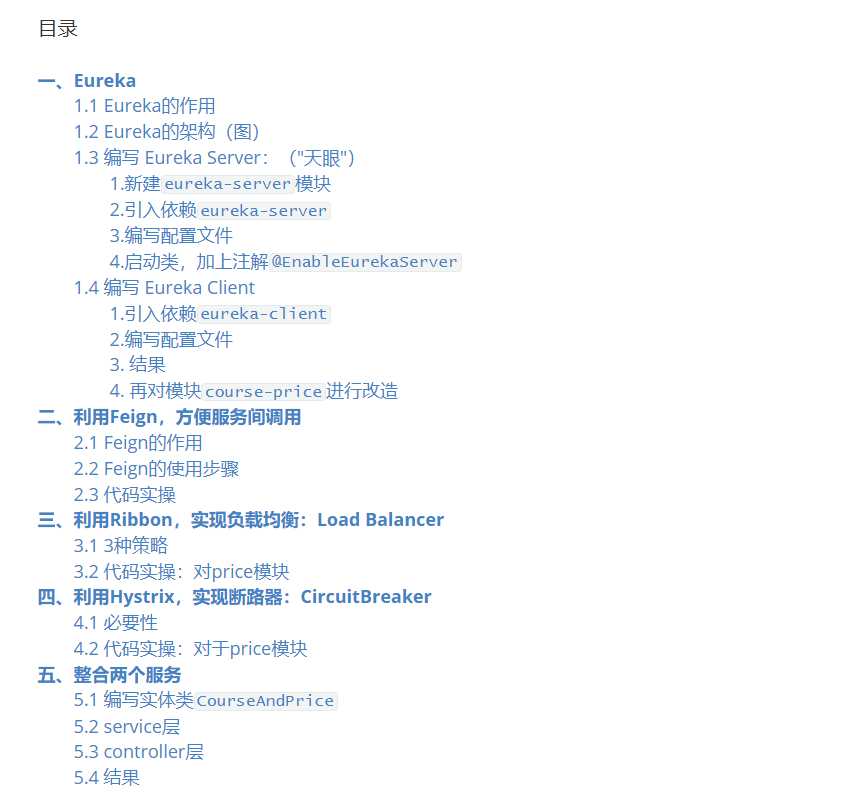 目录
一、Eureka
1.1 Eureka的作用
1.2 Eureka的架构（图）
1.3 编写 Eureka Server：（"天眼"）
1.新建eureka-server模块
2.引入依赖eureka-server
3.编写配置文件
4.启动类，加上注解@EnableEurekaServer
1.4 编写 Eureka Client
1.引入依赖eureka-client
2.编写配置文件
3. 结果
4. 再对模块course-price进行改造
二、利用Feign，方便服务间调用
2.1 Feign的作用
2.2 Feign的使用步骤
2.3 代码实操
三、利用Ribbon，实现负载均衡：Load Balancer
3.1 3种策略
3.2 代码实操：对price模块
四、利用Hystrix，实现断路器：CircuitBreaker
4.1 必要性
4.2 代码实操：对于price模块
五、整合两个服务
5.1 编写实体类CourseAndPrice
5.2 service层
5.3 controller层
5.4 结果